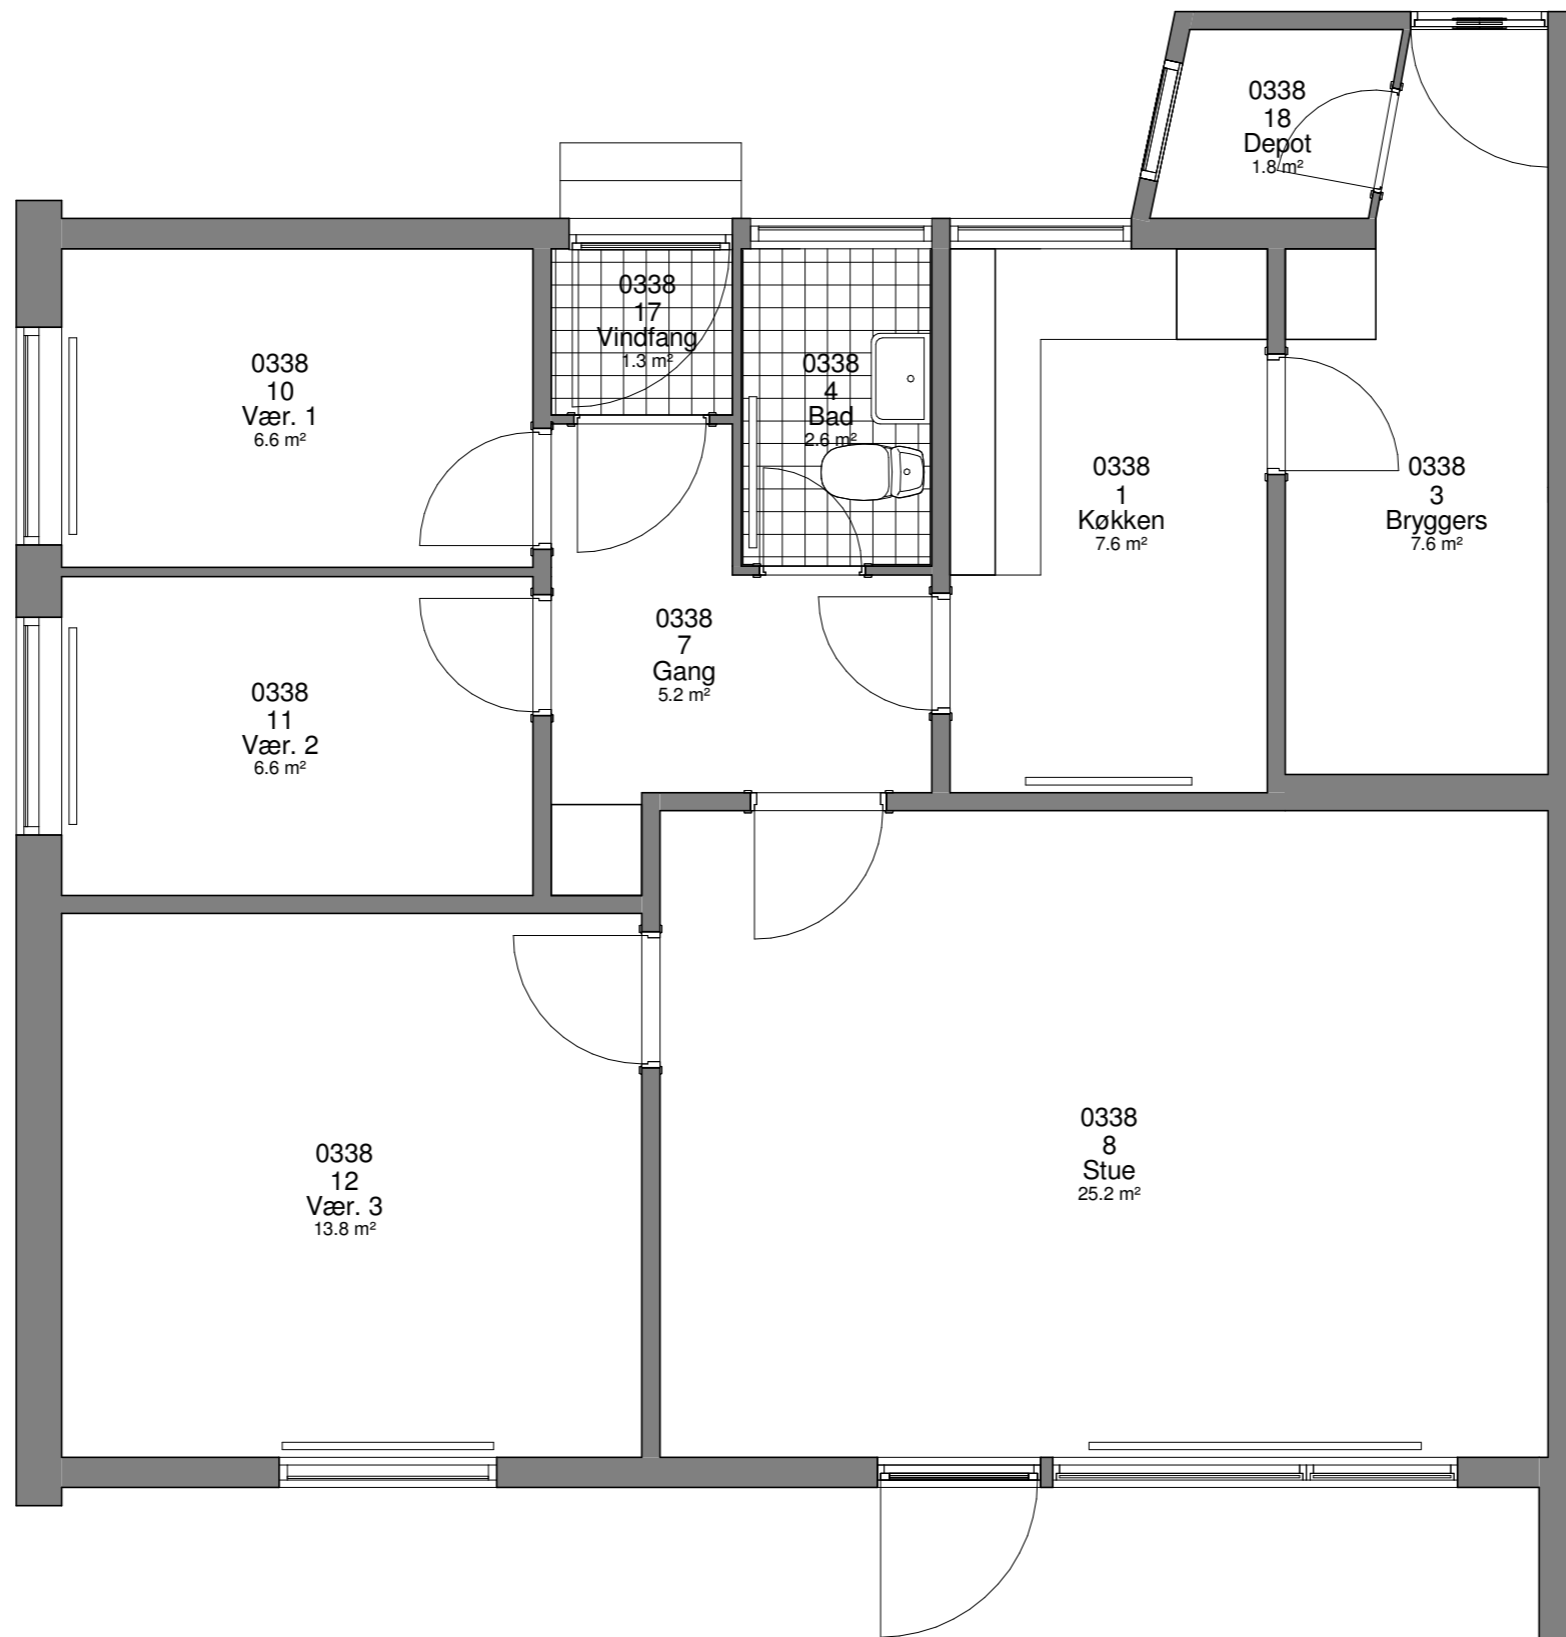 0338
18
Depot
1.8 m²
0338
17
Vindfang
1.3 m²
0338
10
Vær. 1
6.6 m²
0338
4
Bad
2.6 m²
0338
1
Køkken
7.6 m²
0338
3
Bryggers
7.6 m²
0338
7
Gang
5.2 m²
0338
11
Vær. 2
6.6 m²
0338
12
Vær. 3
13.8 m²
0338
8
Stue
25.2 m²